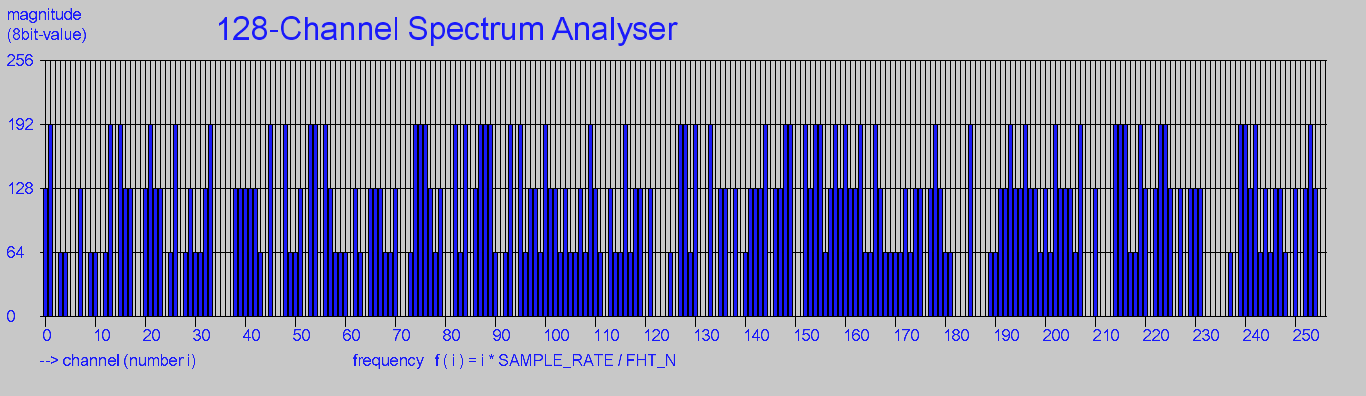 magnitude
(8bit-value)
128-Channel Spectrum Analyser
256
192
128
64
0
0 10 20 30 40 50 60 70 80 90 100 110 120 130 140 150 160 170 180 190 200 210 220 230 240 250
--> channel (number i)
frequency f ( i ) = i * SAMPLE_RATE / FHT_N